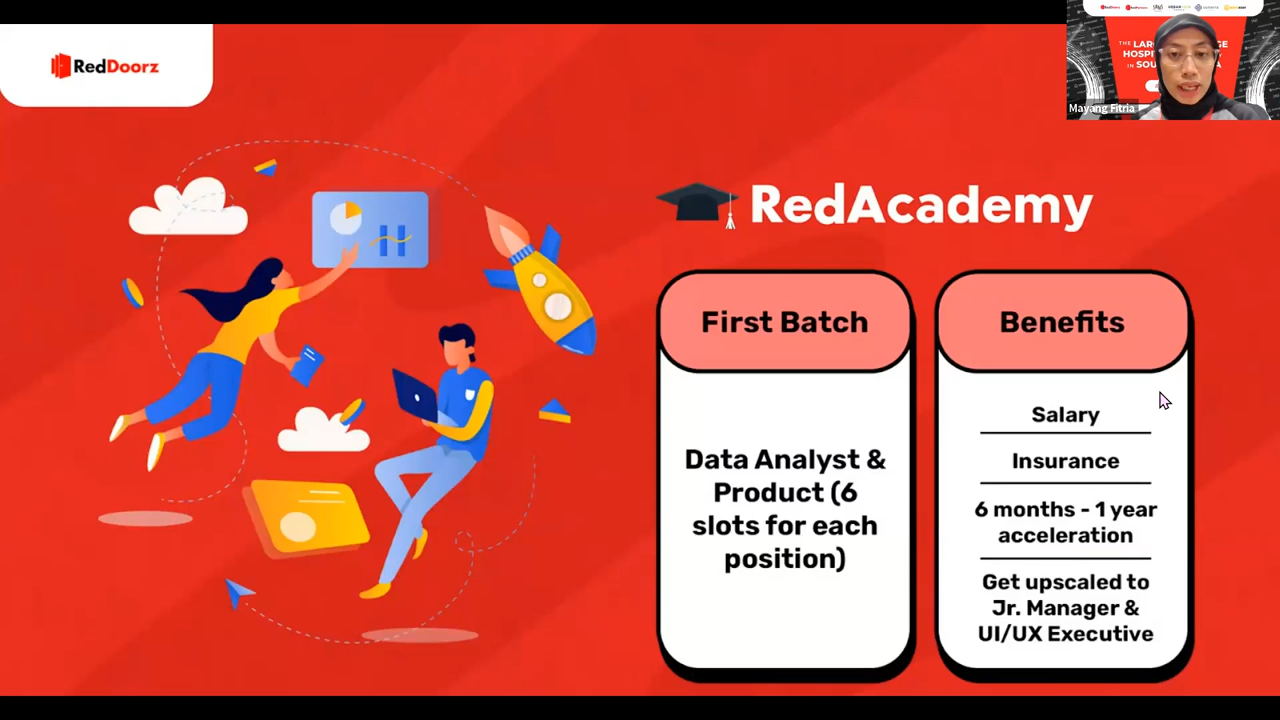 RedDoorz
Mayang Fitria
RedAcademy
First Batch
Data Analyst &
Product (6
slots for each
position)
Benefits
Salary
Insurance
6 months - 1 year
acceleration
Get upscaled to
Jr. Manager &
UI/UX Executive